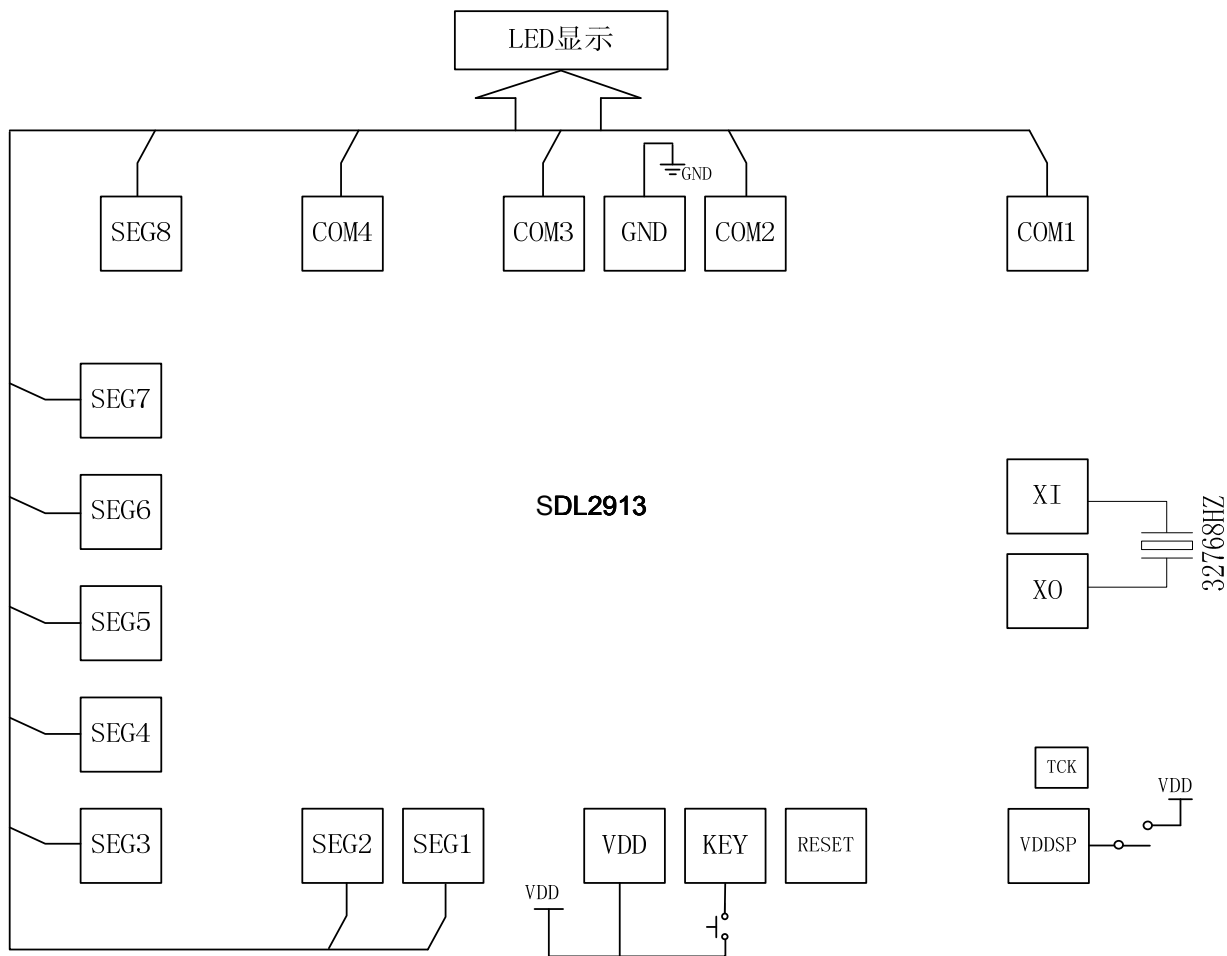 LED显示
GND
SEG8
COM4
COM3
GND
COM2
COM1
SEG7
SEG6
SEG5
SEG4
SEG3
SDL2913
XI
XO
32768HZ
TCK
VDD
SEG2
SEG1
VDD
KEY
RESET
VDDSP
VDD